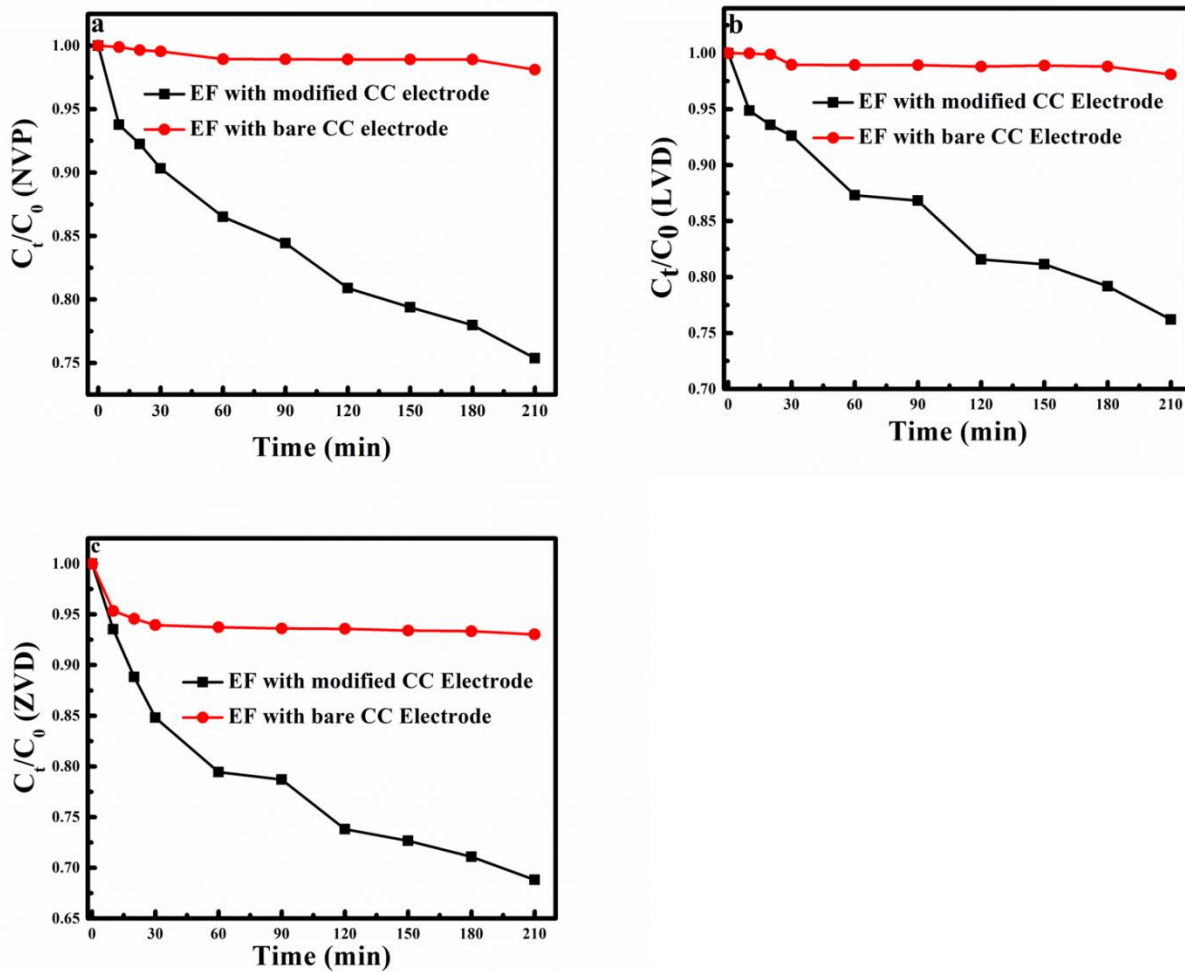 a
1.00
0.95
0.90
0.85
0.80
0.75
C_t/C_0 (NVP)
EF with modified CC electrode
EF with bare CC electrode
0 30 60 90 120 150 180 210
Time (min)
b
1.00
0.95
0.90
0.85
0.80
0.75
0.70
Ct/C0 (LVD)
EF with modified CC Electrode
EF with bare CC Electrode
0 30 60 90 120 150 180 210
Time (min)
c
1.00
0.95
0.90
0.85
0.80
0.75
0.70
0.65
C_t/C_0 (ZVD)
EF with modified CC Electrode
EF with bare CC Electrode
0 30 60 90 120 150 180 210
Time (min)